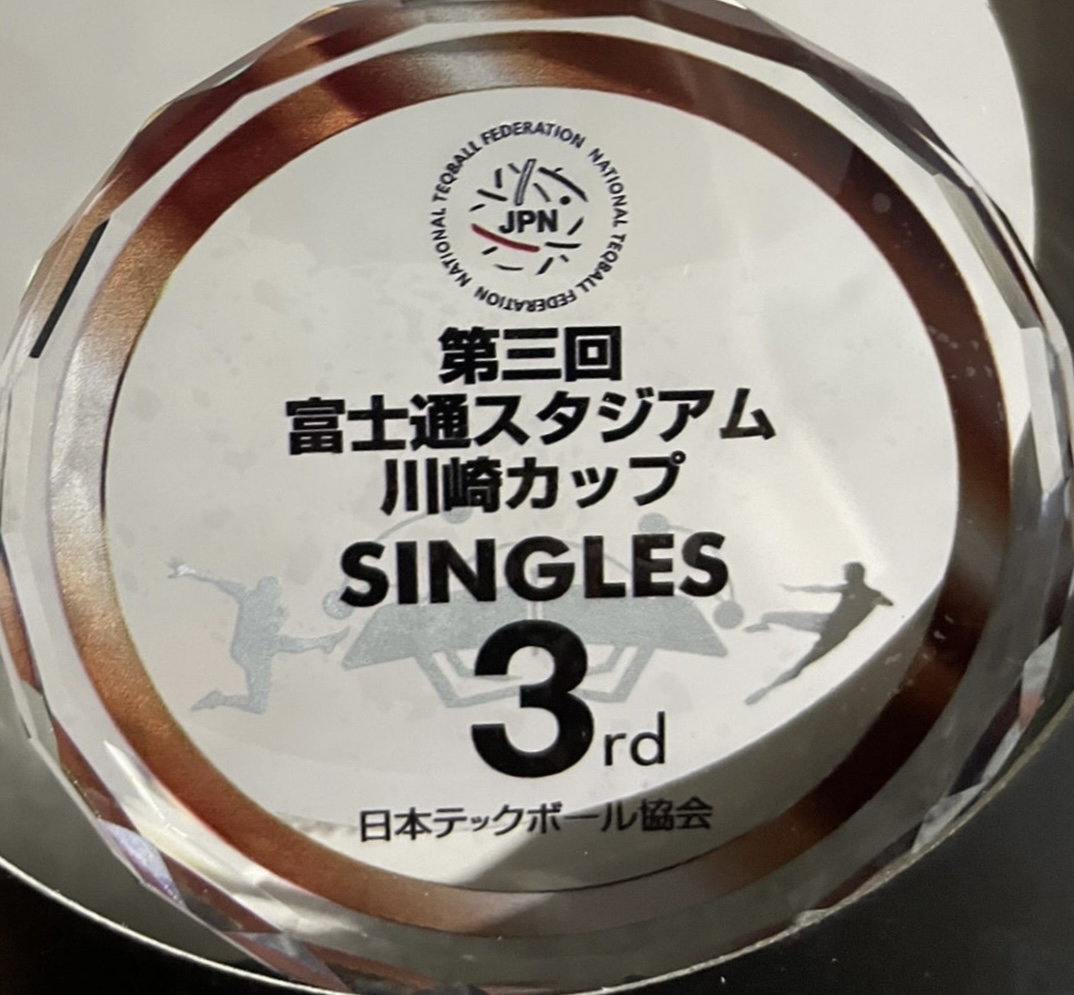 NATIONAL TEQBALL FEDERATION NATIONAL TEQBALL FEDERATION
JPN
第三回
富士通スタジアム
川崎カップ
SINGLES
3rd
日本テックボール協会